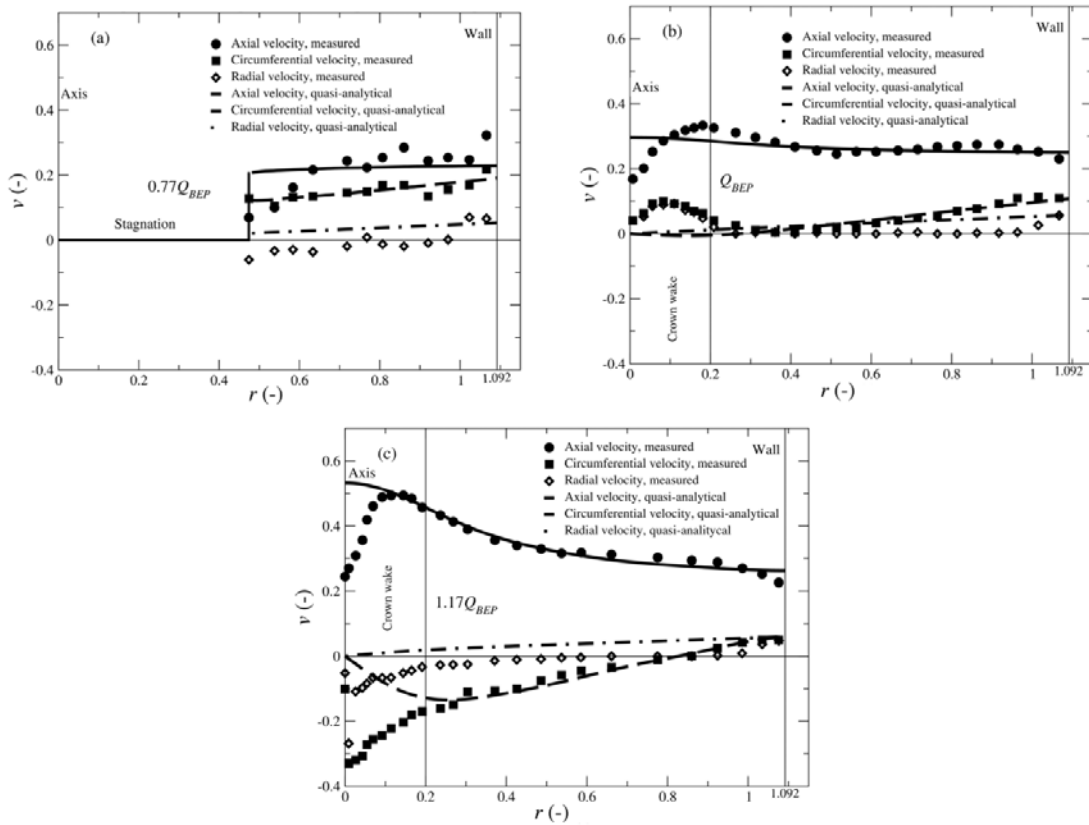 (a)
Wall
Axial velocity, measured
Circumferential velocity, measured
Radial velocity, measured
Axial velocity, quasi-analytical
Circumferential velocity, quasi-analytical
Radial velocity, quasi-analytical
Axis
0.77Q_BEP
Stagnation
0.6
0.4
0.2
0
-0.2
-0.4
v (-)
0
0.2
0.4
0.6
0.8
1
1.092
r (-)
(b)
Wall
Axial velocity, measured
Circumferential velocity, measured
Radial velocity, measured
Axial velocity, quasi-analytical
Circumferential velocity, quasi-analytical
Radial velocity, quasi-analytical
Axis
Q_BEP
Crown wake
0.6
0.4
0.2
0
-0.2
-0.4
v (-)
0
0.2
0.4
0.6
0.8
1
1.092
r (-)
(c)
Wall
Axial velocity, measured
Circumferential velocity, measured
Radial velocity, measured
Axial velocity, quasi-analytical
Circumferential velocity, quasi-analytical
Radial velocity, quasi-analitycal
Axis
Crown wake
1.17Q_BEP
0.6
0.4
0.2
0
-0.2
-0.4
v (-)
0
0.2
0.4
0.6
0.8
1
1.092
r (-)